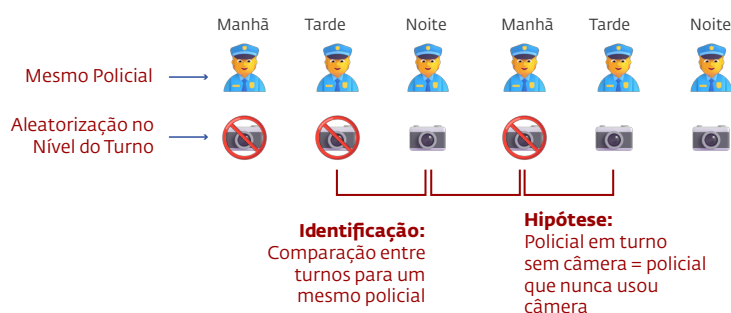 Manhã Tarde Noite Manhã Tarde Noite
Mesmo Policial
Aleatorização no
Nível do Turno
Identificação:
Comparação entre
turnos para um
mesmo policial
Hipótese:
Policial em turno
sem câmera = policial
que nunca usou
câmera